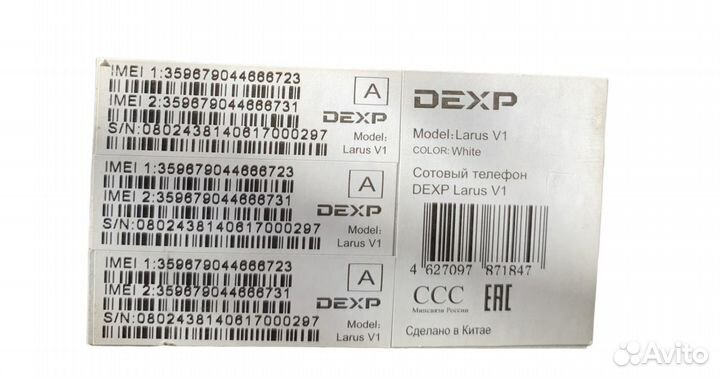 IMEI 1:359679044666723
IMEI 2:359679044666731
S/N:0802438140617000297
A
DEXP
Model:
Larus V1
IMEI 1:359679044666723
IMEI 2:359679044666731
S/N:0802438140617000297
A
DEXP
Model:
Larus V1
IMEI 1:359679044666723
IMEI 2:359679044666731
S/N:0802438140617000297
A
DEXP
Model:
Larus V1
DEXP
Model:Larus V1
COLOR:White
Сотовый телефон
DEXP Larus V1
4 627097 871847
ССС
Минсвязи России
EAC
Сделано в Китае
Avito